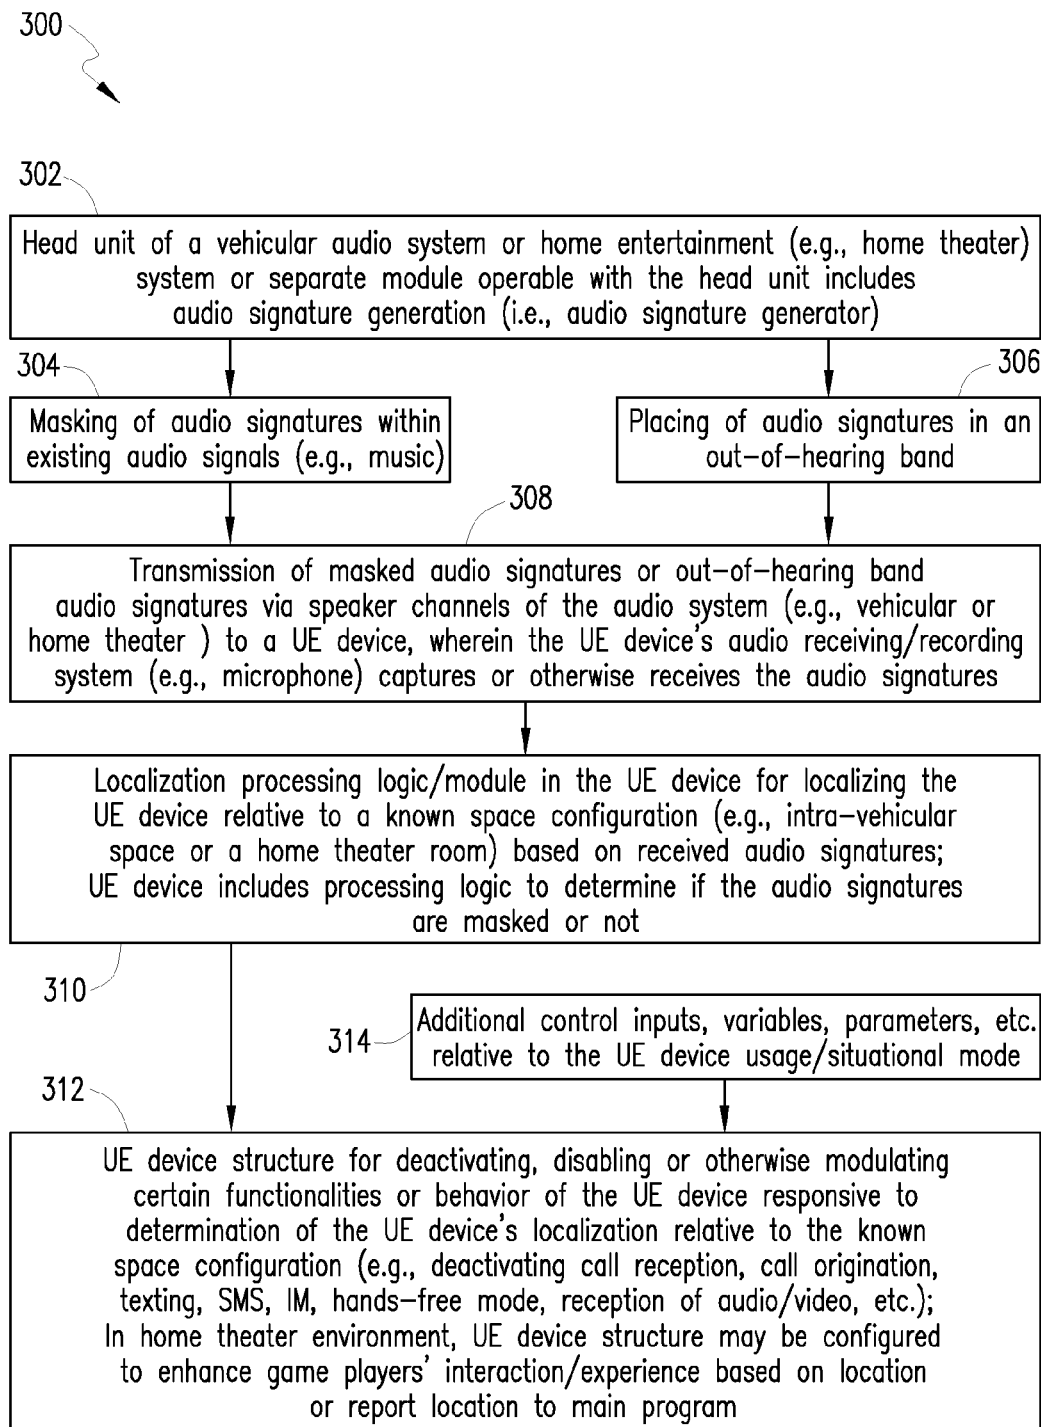 300
302
Head unit of a vehicular audio system or home entertainment (e.g., home theater)
system or separate module operable with the head unit includes
audio signature generation (i.e., audio signature generator)
304
306
Masking of audio signatures within
existing audio signals (e.g., music)
Placing of audio signatures in an
out-of-hearing band
308
Transmission of masked audio signatures or out-of-hearing band
audio signatures via speaker channels of the audio system (e.g., vehicular or
home theater ) to a UE device, wherein the UE device's audio receiving/recording
system (e.g., microphone) captures or otherwise receives the audio signatures
Localization processing logic/module in the UE device for localizing the
UE device relative to a known space configuration (e.g., intra-vehicular
space or a home theater room) based on received audio signatures;
UE device includes processing logic to determine if the audio signatures
are masked or not
310
314
Additional control inputs, variables, parameters, etc.
relative to the UE device usage/situational mode
312
UE device structure for deactivating, disabling or otherwise modulating
certain functionalities or behavior of the UE device responsive to
determination of the UE device's localization relative to the known
space configuration (e.g., deactivating call reception, call origination,
texting, SMS, IM, hands-free mode, reception of audio/video, etc.);
In home theater environment, UE device structure may be configured
to enhance game players' interaction/experience based on location
or report location to main program